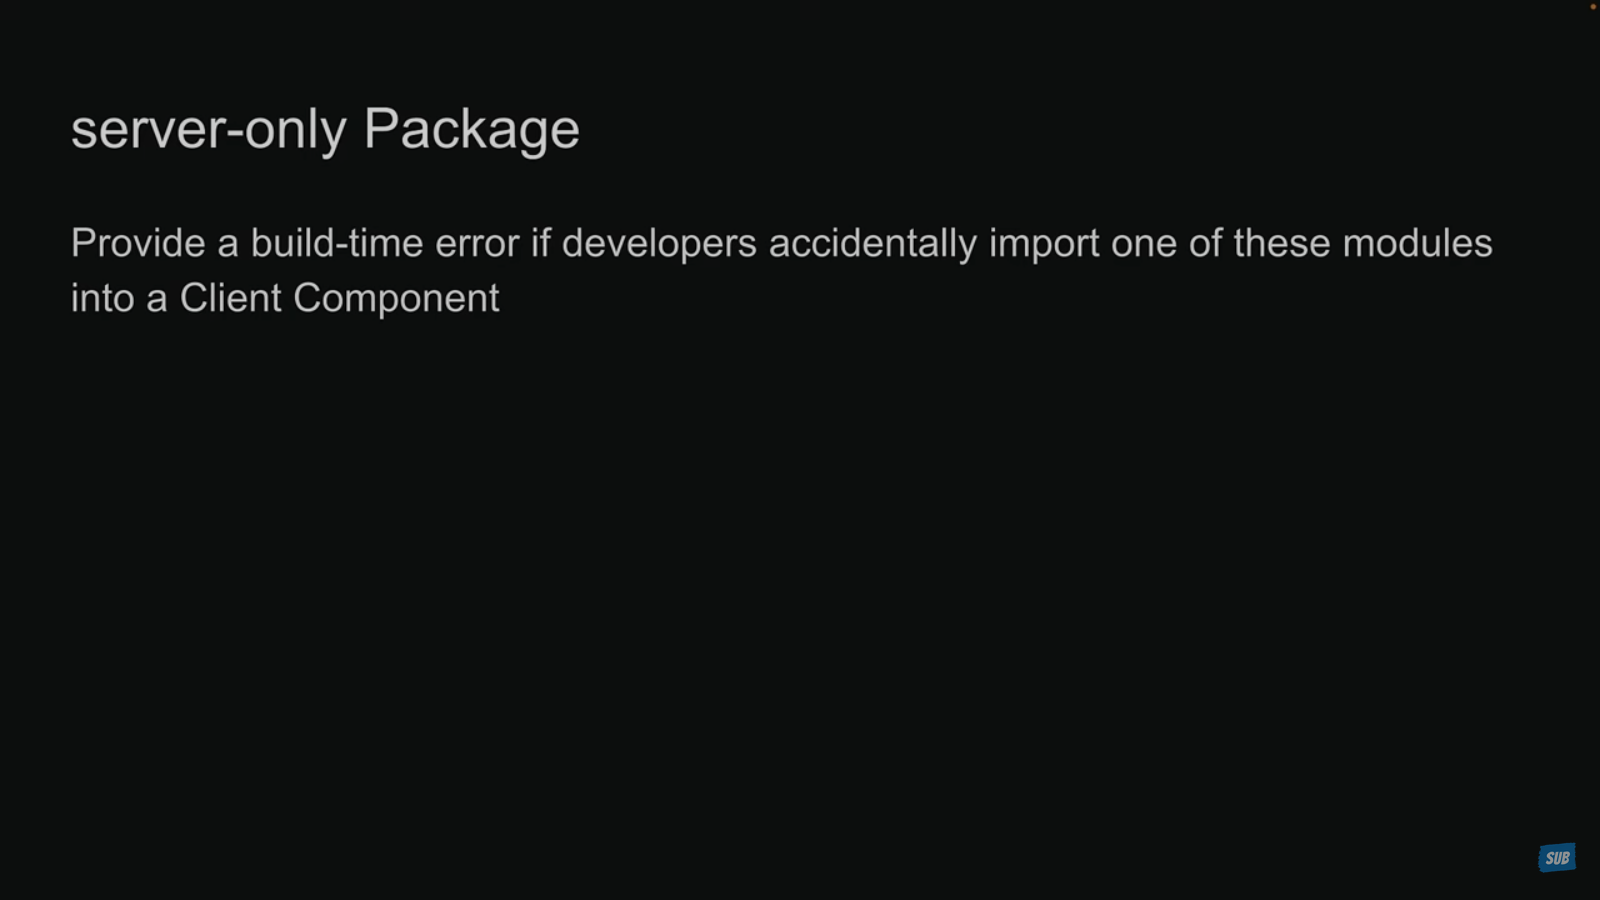 server-only Package
Provide a build-time error if developers accidentally import one of these modules
into a Client Component
SUB